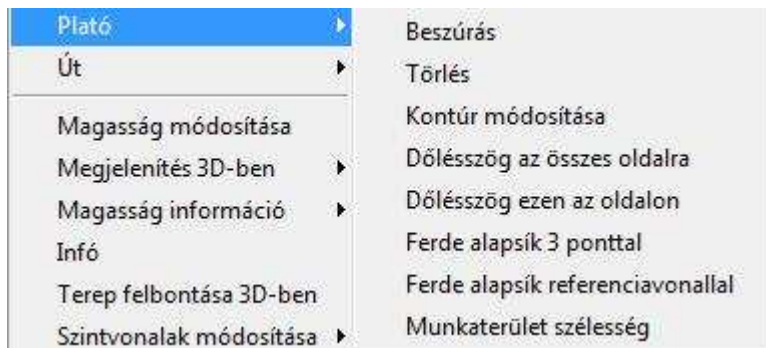 Plató
Út
Magasság módosítása
Megjelenítés 3D-ben
Magasság információ
Infó
Terep felbontása 3D-ben
Szintvonalak módosítása
Beszúrás
Törlés
Kontúr módosítása
Dőlésszög az összes oldalra
Dőlésszög ezen az oldalon
Ferde alapsík 3 ponttal
Ferde alapsík referenciavonallal
Munkaterület szélesség